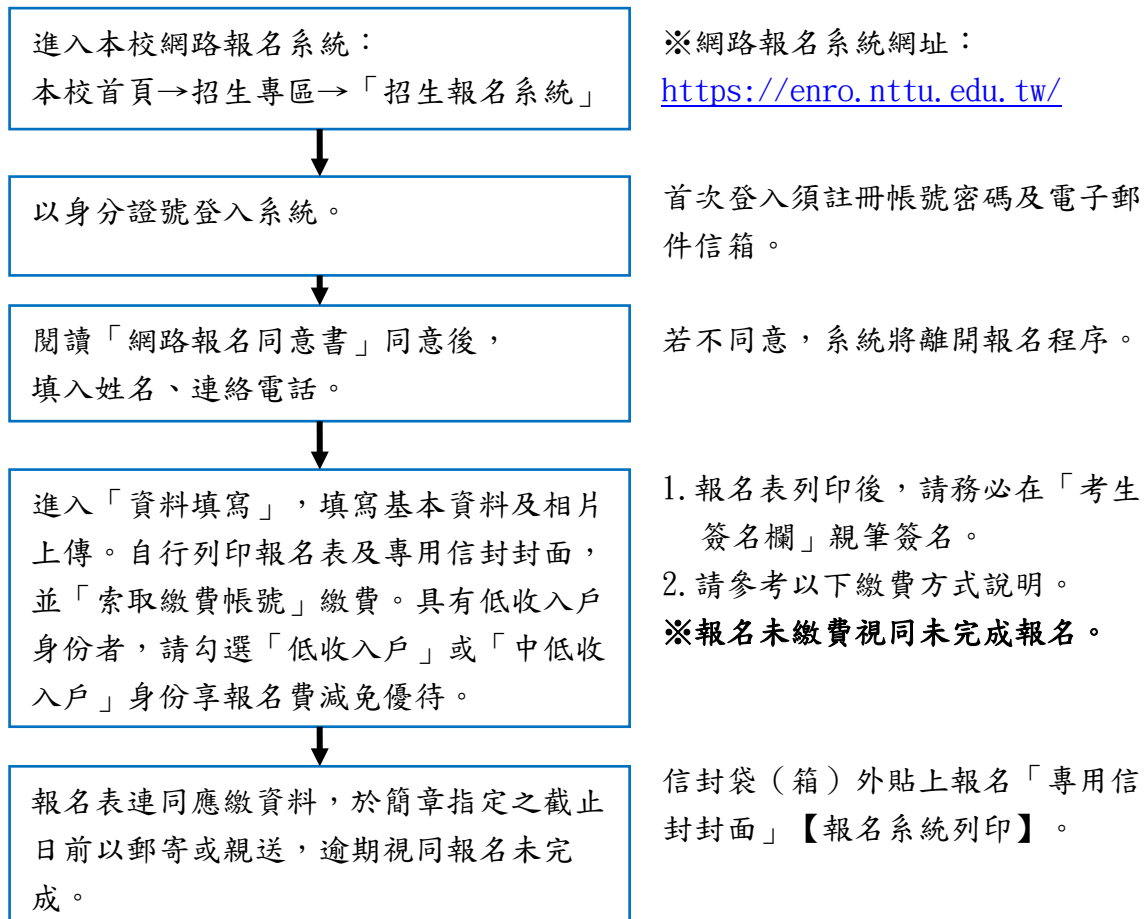 進入本校網路報名系統：
本校首頁→招生專區→「招生報名系統」
※網路報名系統網址：
https://enro.nttu.edu.tw/
以身分證號登入系統。
首次登入須註冊帳號密碼及電子郵
件信箱。
閱讀「網路報名同意書」同意後，
填入姓名、連絡電話。
若不同意，系統將離開報名程序。
進入「資料填寫」，填寫基本資料及相片
上傳。自行列印報名表及專用信封封面，
並「索取繳費帳號」繳費。具有低收入戶
身份者，請勾選「低收入戶」或「中低收
入戶」身份享報名費減免優待。
1.報名表列印後，請務必在「考生
簽名欄」親筆簽名。
2.請參考以下繳費方式說明。
※報名未繳費視同未完成報名。
報名表連同應繳資料，於簡章指定之截止
日前以郵寄或親送，逾期視同報名未完
成。
信封袋（箱）外貼上報名「專用信
封封面」【報名系統列印】。